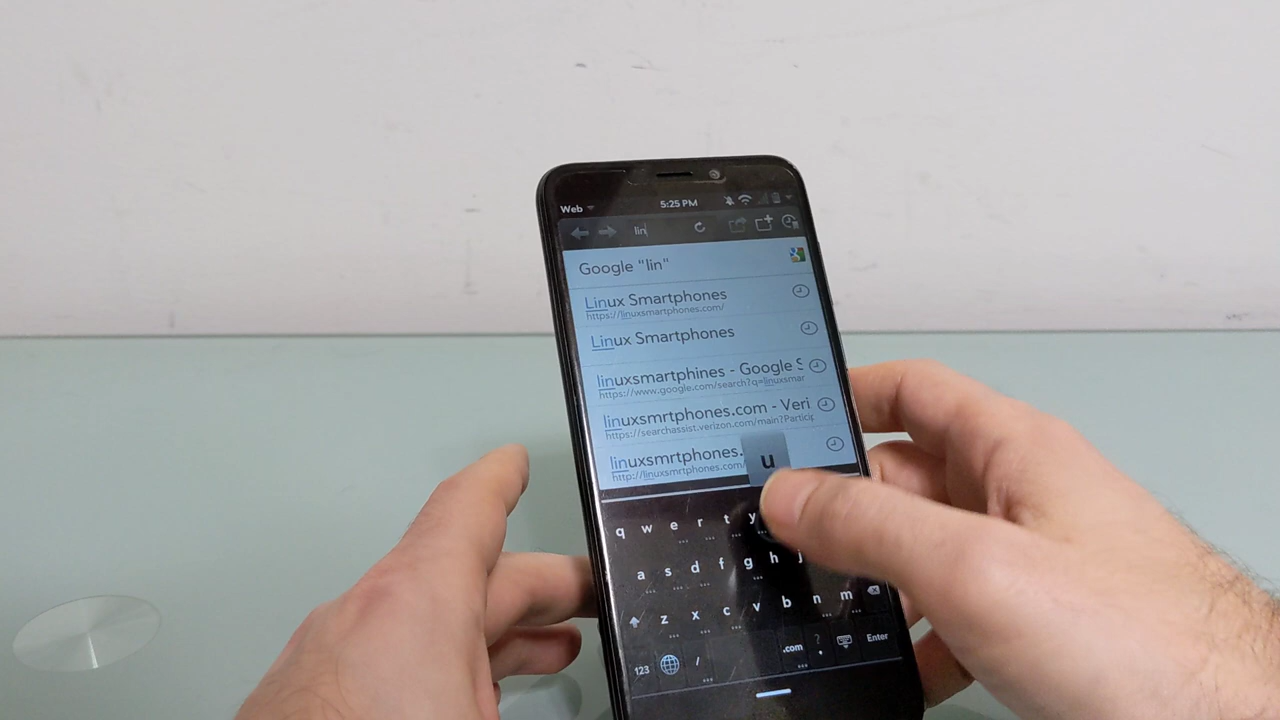 Web 5:25 PM
lin
Google "lin"
Linux Smartphones
https://linuxsmartphones.com/
Linux Smartphones
linuxsmartphines - Google S
https://www.google.com/search?q=linuxsmar
linuxsmrtphones.com - Veri
https://searchassist.verizon.com/main?Particip
linuxsmrtphones.
http://linuxsmrtphones.com/
u
q w e r t y
a s d f g h j
z x c v b n m
123 / .com ? . Enter